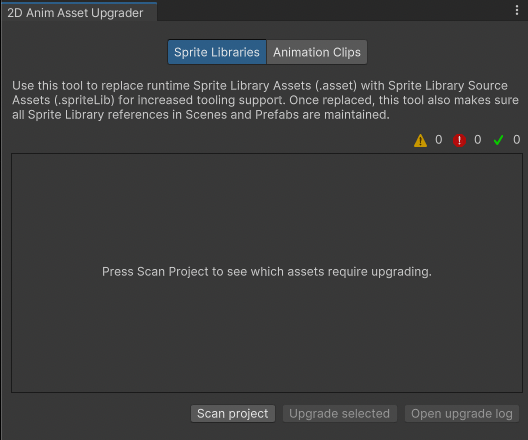 2D Anim Asset Upgrader
Sprite Libraries Animation Clips
Use this tool to replace runtime Sprite Library Assets (.asset) with Sprite Library Source
Assets (.spriteLib) for increased tooling support. Once replaced, this tool also makes sure
all Sprite Library references in Scenes and Prefabs are maintained.
0 0 0
Press Scan Project to see which assets require upgrading.
Scan project Upgrade selected Open upgrade log